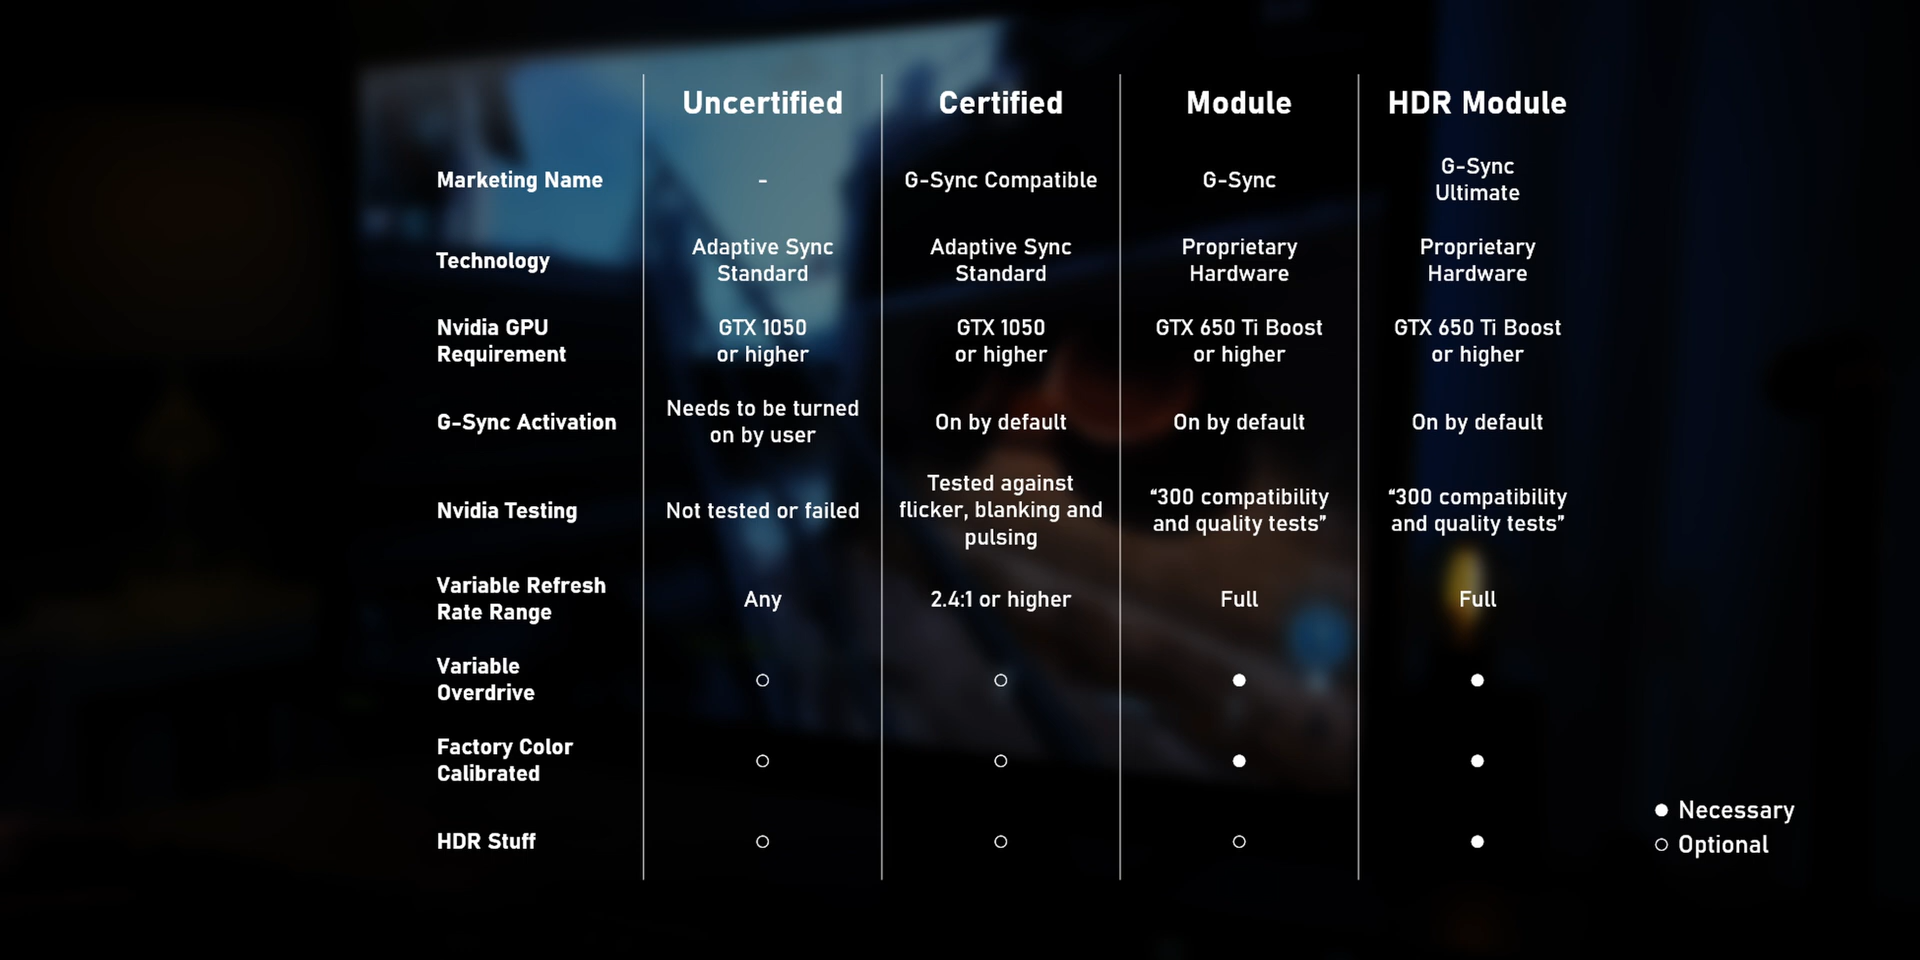 Uncertified Certified Module HDR Module
Marketing Name - G-Sync Compatible G-Sync G-Sync Ultimate
Technology Adaptive Sync Standard Adaptive Sync Standard Proprietary Hardware Proprietary Hardware
Nvidia GPU Requirement GTX 1050 or higher GTX 1050 or higher GTX 650 Ti Boost or higher GTX 650 Ti Boost or higher
G-Sync Activation Needs to be turned on by user On by default On by default On by default
Nvidia Testing Not tested or failed Tested against flicker, blanking and pulsing “300 compatibility and quality tests” “300 compatibility and quality tests”
Variable Refresh Rate Range Any 2.4:1 or higher Full Full
Variable Overdrive ○ ○ ● ●
Factory Color Calibrated ○ ○ ● ●
HDR Stuff ○ ○ ○ ●
● Necessary
○ Optional